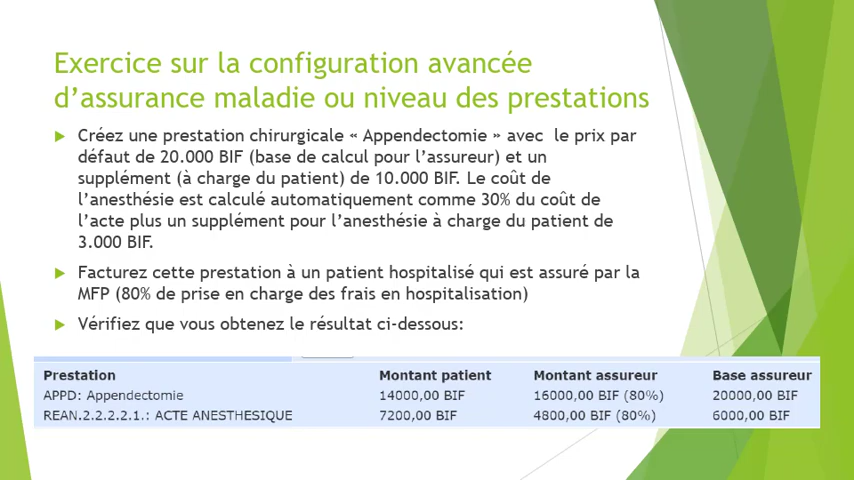 Exercice sur la configuration avancée
d’assurance maladie ou niveau des prestations
Créez une prestation chirurgicale « Appendectomie » avec le prix par
défaut de 20.000 BIF (base de calcul pour l’assureur) et un
supplément (à charge du patient) de 10.000 BIF. Le coût de
l’anesthésie est calculé automatiquement comme 30% du coût de
l’acte plus un supplément pour l’anesthésie à charge du patient de
3.000 BIF.
Facturez cette prestation à un patient hospitalisé qui est assuré par la
MFP (80% de prise en charge des frais en hospitalisation)
Vérifiez que vous obtenez le résultat ci-dessous:
Prestation Montant patient Montant assureur Base assureur
APPD: Appendectomie 14000,00 BIF 16000,00 BIF (80%) 20000,00 BIF
REAN.2.2.2.2.1.: ACTE ANESTHESIQUE 7200,00 BIF 4800,00 BIF (80%) 6000,00 BIF